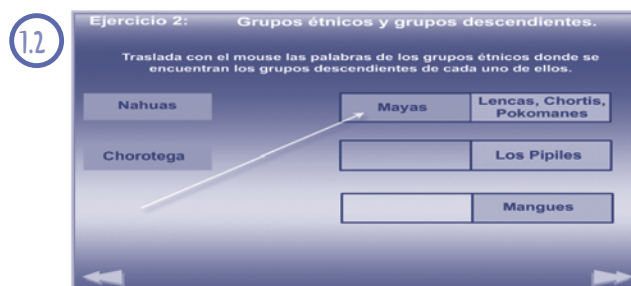 1.2
Ejercicio 2: Grupos étnicos y grupos descendientes.
Traslada con el mouse las palabras de los grupos étnicos donde se
encuentran los grupos descendientes de cada uno de ellos.
Nahuas
Mayas
Lencas, Chortis,
Pokomanes
Chorotega
Los Pipiles
Mangues